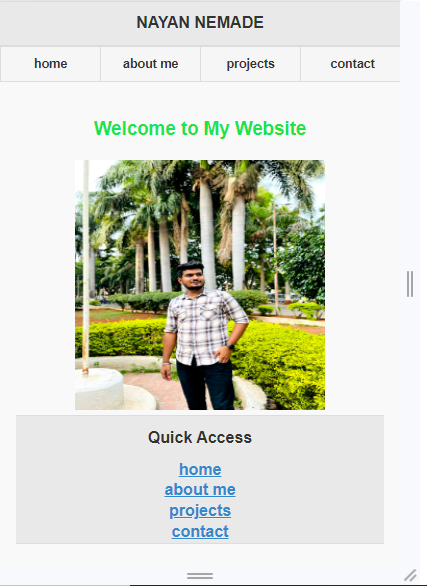 NAYAN NEMADE
home about me projects contact
Welcome to My Website
Quick Access
home
about me
projects
contact